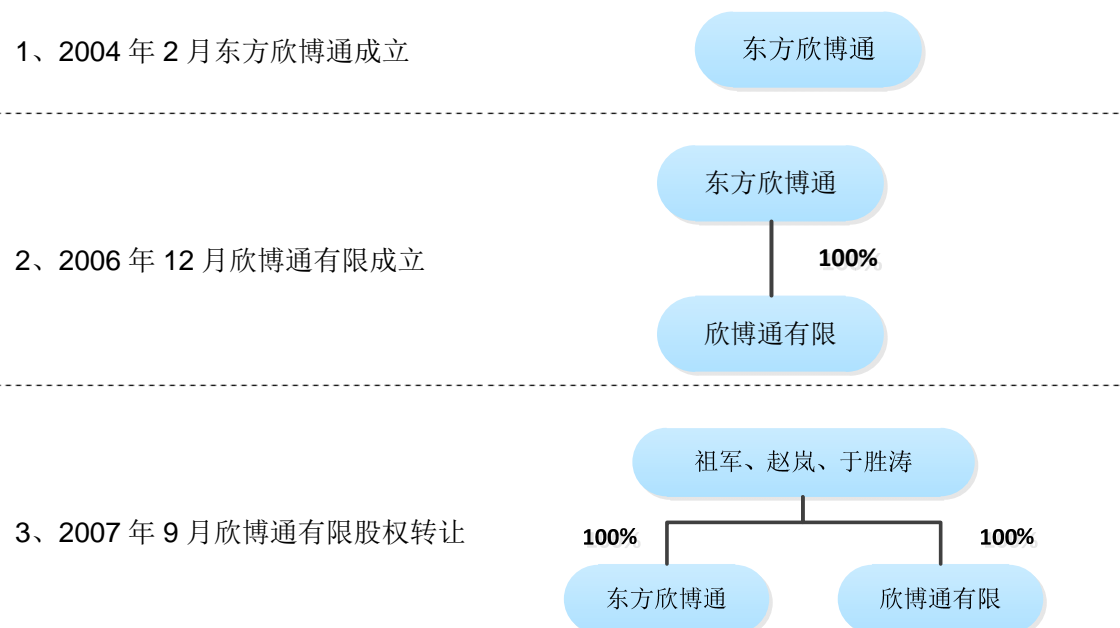 1、2004 年 2 月东方欣博通成立
东方欣博通
东方欣博通
2、2006 年 12 月欣博通有限成立
100%
欣博通有限
祖军、赵岚、于胜涛
3、2007 年 9 月欣博通有限股权转让
100%
100%
东方欣博通
欣博通有限